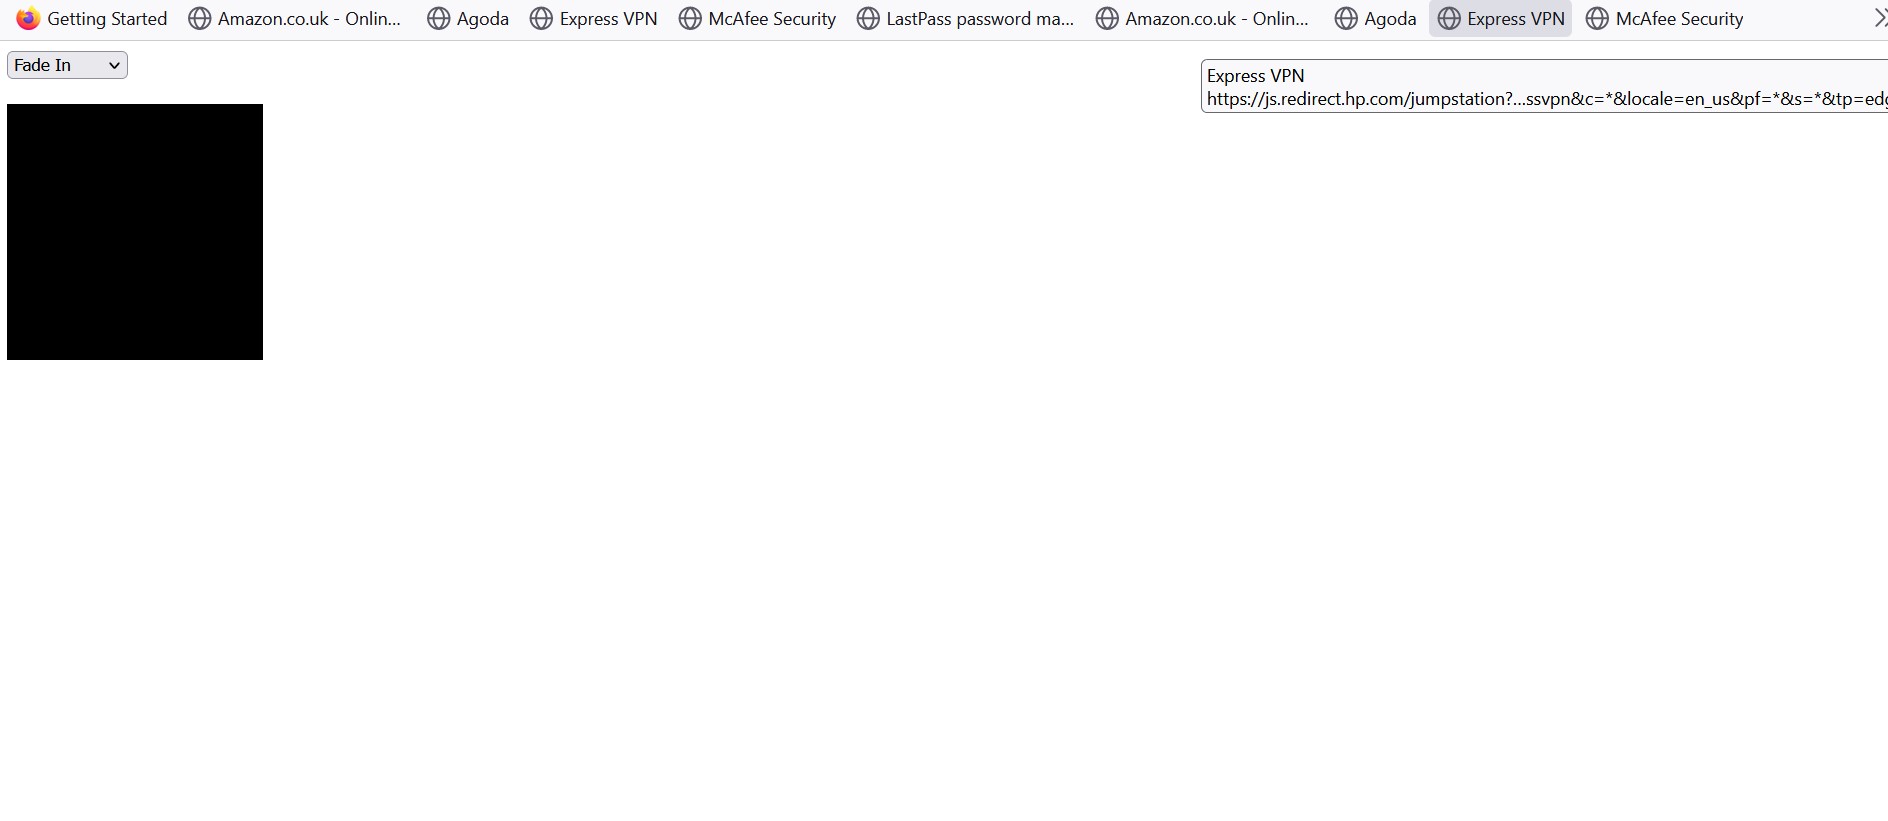 Getting Started Amazon.co.uk - Onlin... Agoda Express VPN McAfee Security LastPass password ma... Amazon.co.uk - Onlin... Agoda Express VPN McAfee Security
Fade In
Express VPN
https://js.redirect.hp.com/jumpstation?...ssvpn&c=*&locale=en_us&pf=*&s=*&tp=edg